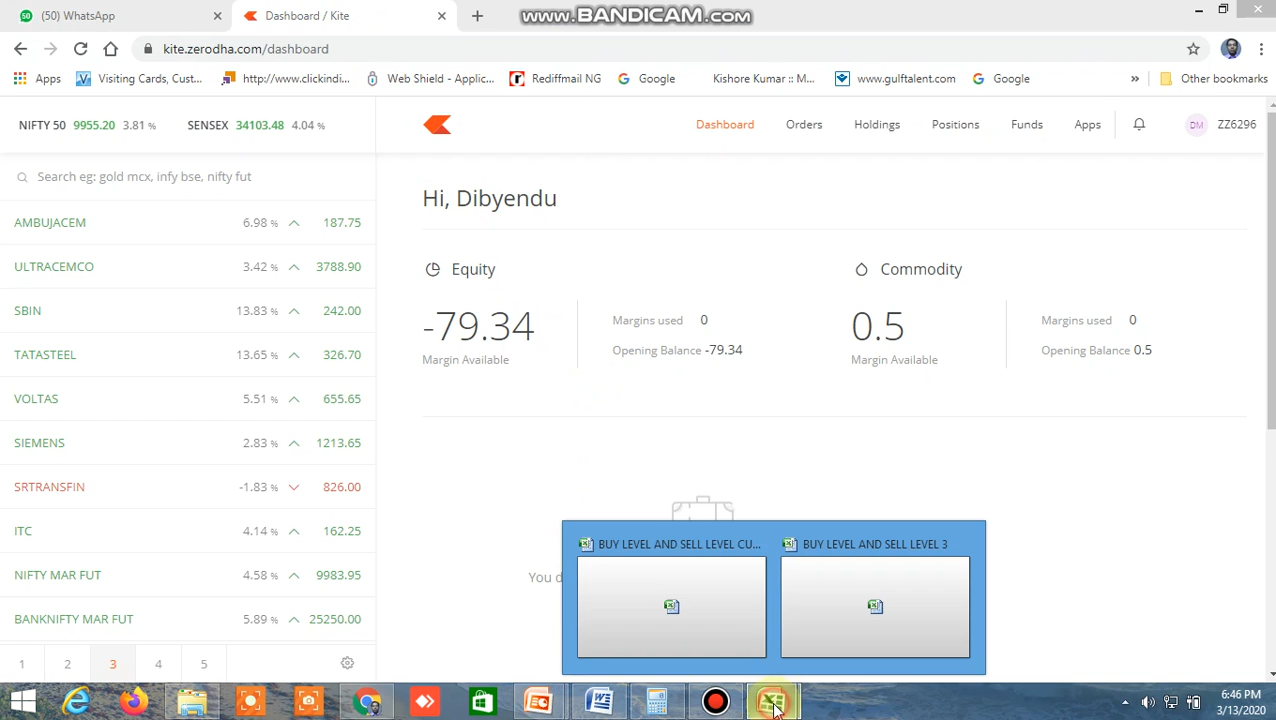 (50) WhatsApp
Dashboard / Kite
www.BANDICAM.com
kite.zerodha.com/dashboard
Apps
Visiting Cards, Cust...
http://www.clickindi...
Web Shield - Applic...
Rediffmail NG
Google
Kishore Kumar :: M...
www.gulftalent.com
Google
»
Other bookmarks
NIFTY 50 9955.20 3.81 %
SENSEX 34103.48 4.04 %
Dashboard
Orders
Holdings
Positions
Funds
Apps
DM
ZZ6296
Search eg: gold mcx, infy bse, nifty fut
AMBUJACEM 6.98 % 187.75
ULTRACEMCO 3.42 % 3788.90
SBIN 13.83 % 242.00
TATASTEEL 13.65 % 326.70
VOLTAS 5.51 % 655.65
SIEMENS 2.83 % 1213.65
SRTRANSFIN -1.83 % 826.00
ITC 4.14 % 162.25
NIFTY MAR FUT 4.58 % 9983.95
BANKNIFTY MAR FUT 5.89 % 25250.00
1 2 3 4 5
Hi, Dibyendu
Equity
-79.34
Margin Available
Margins used 0
Opening Balance -79.34
Commodity
0.5
Margin Available
Margins used 0
Opening Balance 0.5
You d
BUY LEVEL AND SELL LEVEL CU...
BUY LEVEL AND SELL LEVEL 3
6:46 PM
3/13/2020